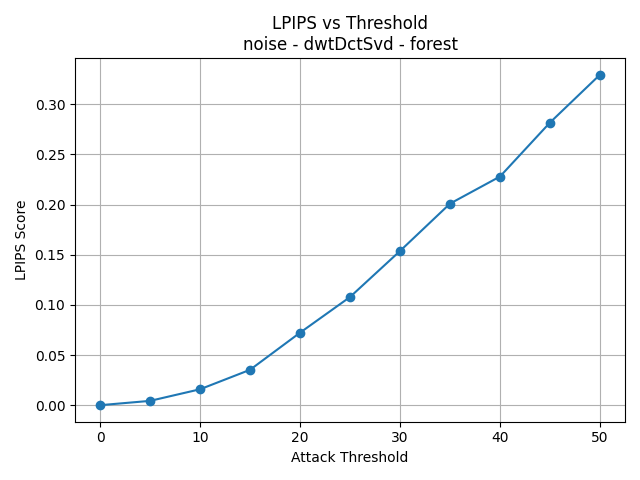 LPIPS vs Threshold
noise - dwtDctSvd - forest
0.30
0.25
0.20
0.15
0.10
0.05
0.00
LPIPS Score
0 10 20 30 40 50
Attack Threshold